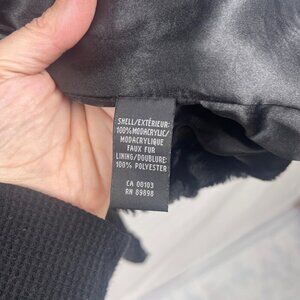 SHELL/EXTÉRIEUR:
100% MODACRYLIC/
MODACRYLIQUE
FAUX FUR
LINING/DOUBLURE:
100% POLYESTER
CA 00103
RN 89898